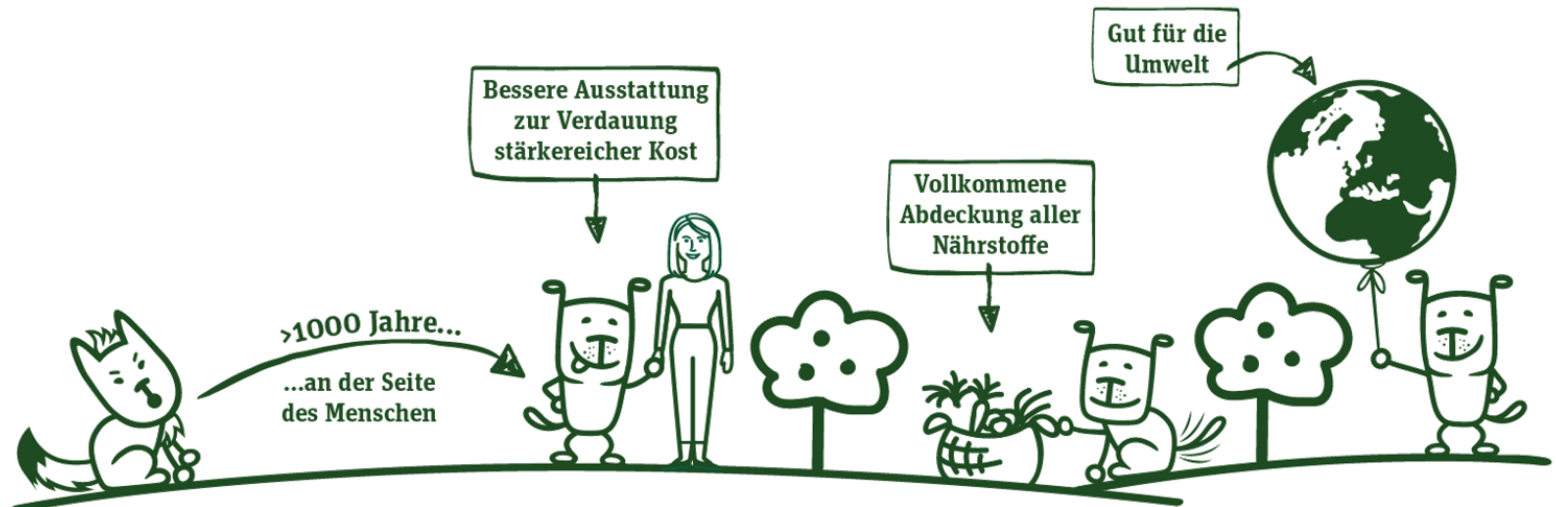 >1000 Jahre...
...an der Seite
des Menschen
Bessere Ausstattung
zur Verdauung
stärkereicher Kost
Vollkommene
Abdeckung aller
Nährstoffe
Gut für die
Umwelt